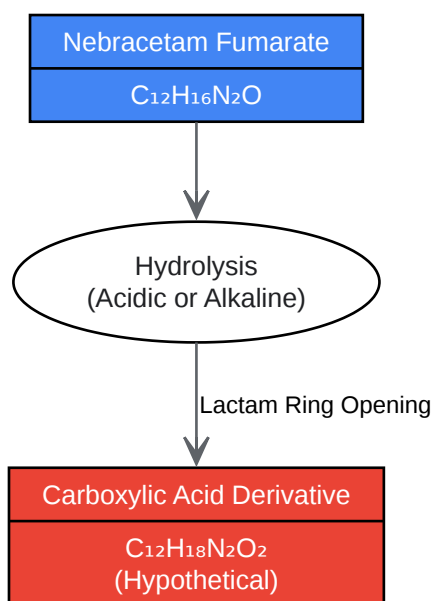 Nebracetam Fumarate
C₁₂H₁₆N₂O
Hydrolysis
(Acidic or Alkaline)
Lactam Ring Opening
Carboxylic Acid Derivative
C₁₂H₁₈N₂O₂
(Hypothetical)